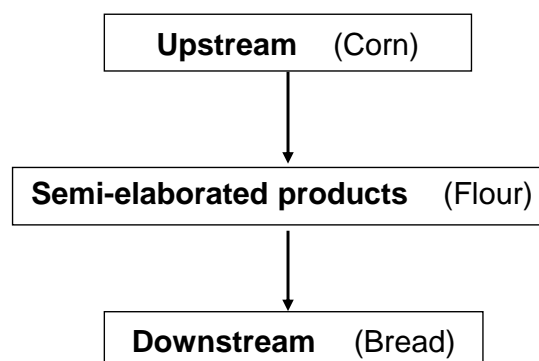 Upstream (Corn)
Semi-elaborated products (Flour)
Downstream (Bread)